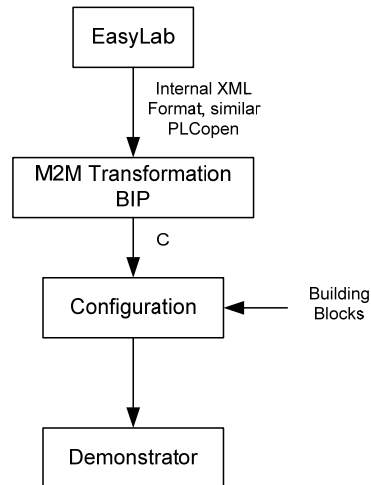 EasyLab
Internal XML
Format, similar
PLCopen
M2M Transformation
BIP
C
Configuration
Building
Blocks
Demonstrator